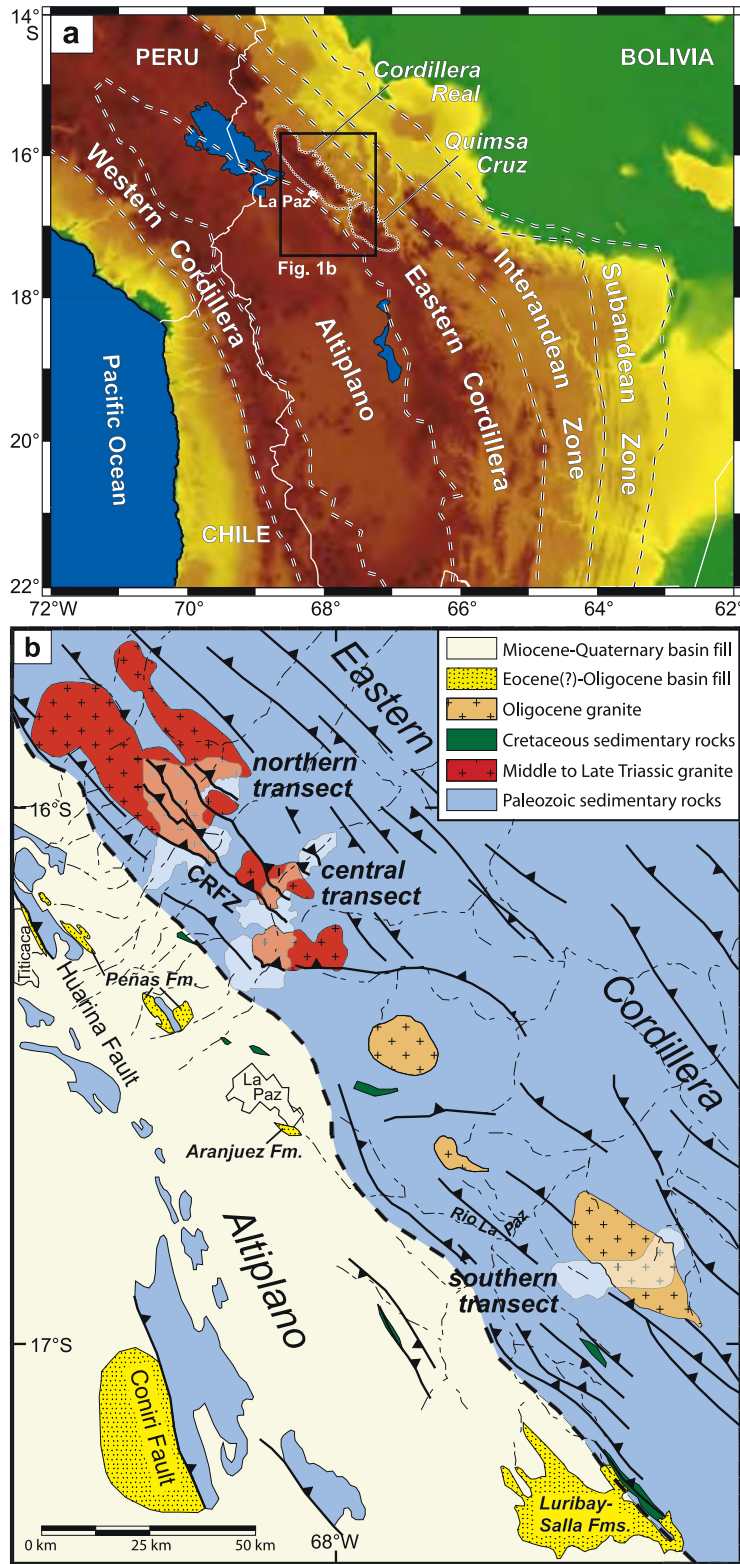 14°
S
a
PERU
BOLIVIA
Cordillera
Real
Quimsa
Cruz
16°
La Paz
Fig. 1b
Western Cordillera
Altiplano
Eastern Cordillera
Interandean Zone
Subandean Zone
18°
Pacific Ocean
20°
CHILE
22°
72°W
70°
68°
66°
64°
62°
b
Miocene-Quaternary basin fill
Eocene(?)-Oligocene basin fill
Oligocene granite
Cretaceous sedimentary rocks
Middle to Late Triassic granite
Paleozoic sedimentary rocks
Eastern
northern
transect
16°S
CRFZ
central
transect
Titicaca
Huarina Fault
Peñas Fm.
Cordillera
La
Paz
Aranjuez Fm.
Rio La Paz
Altiplano
southern
transect
17°S
Coniri Fault
Luribay-
Salla Fms.
0 km
25 km
50 km
68°W